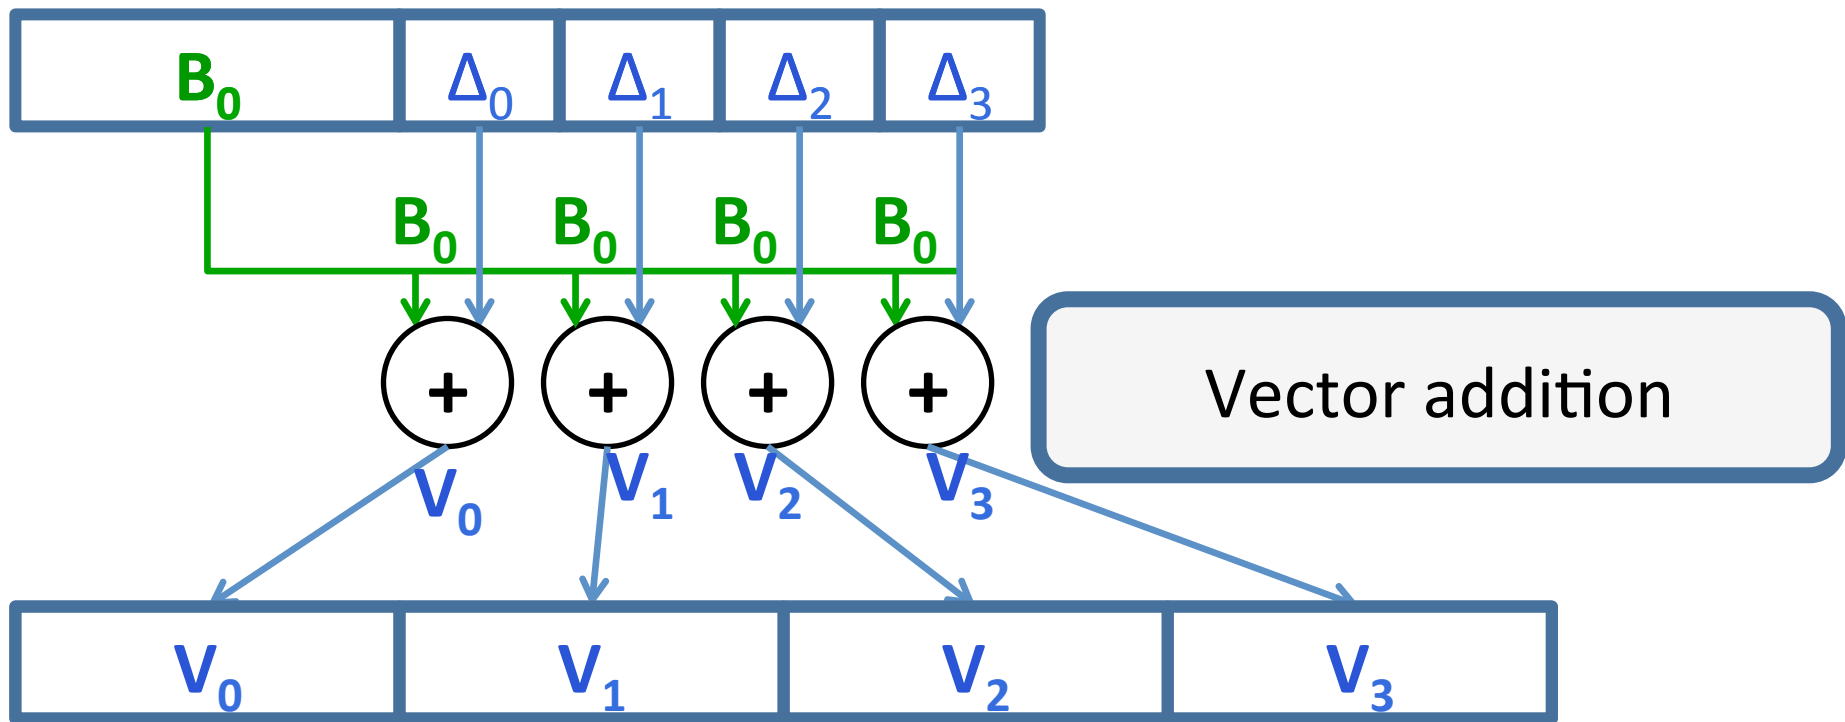 B₀ Δ₀ Δ₁ Δ₂ Δ₃
B₀ B₀ B₀ B₀
+ + + + Vector addition
V₀ V₁ V₂ V₃
V₀ V₁ V₂ V₃